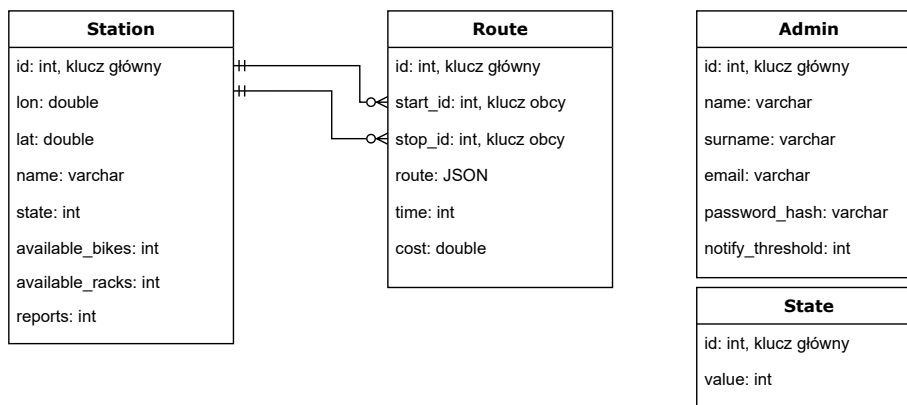 Station
id: int, klucz główny
lon: double
lat: double
name: varchar
state: int
available_bikes: int
available_racks: int
reports: int
Route
id: int, klucz główny
start_id: int, klucz obcy
stop_id: int, klucz obcy
route: JSON
time: int
cost: double
Admin
id: int, klucz główny
name: varchar
surname: varchar
email: varchar
password_hash: varchar
notify_threshold: int
State
id: int, klucz główny
value: int